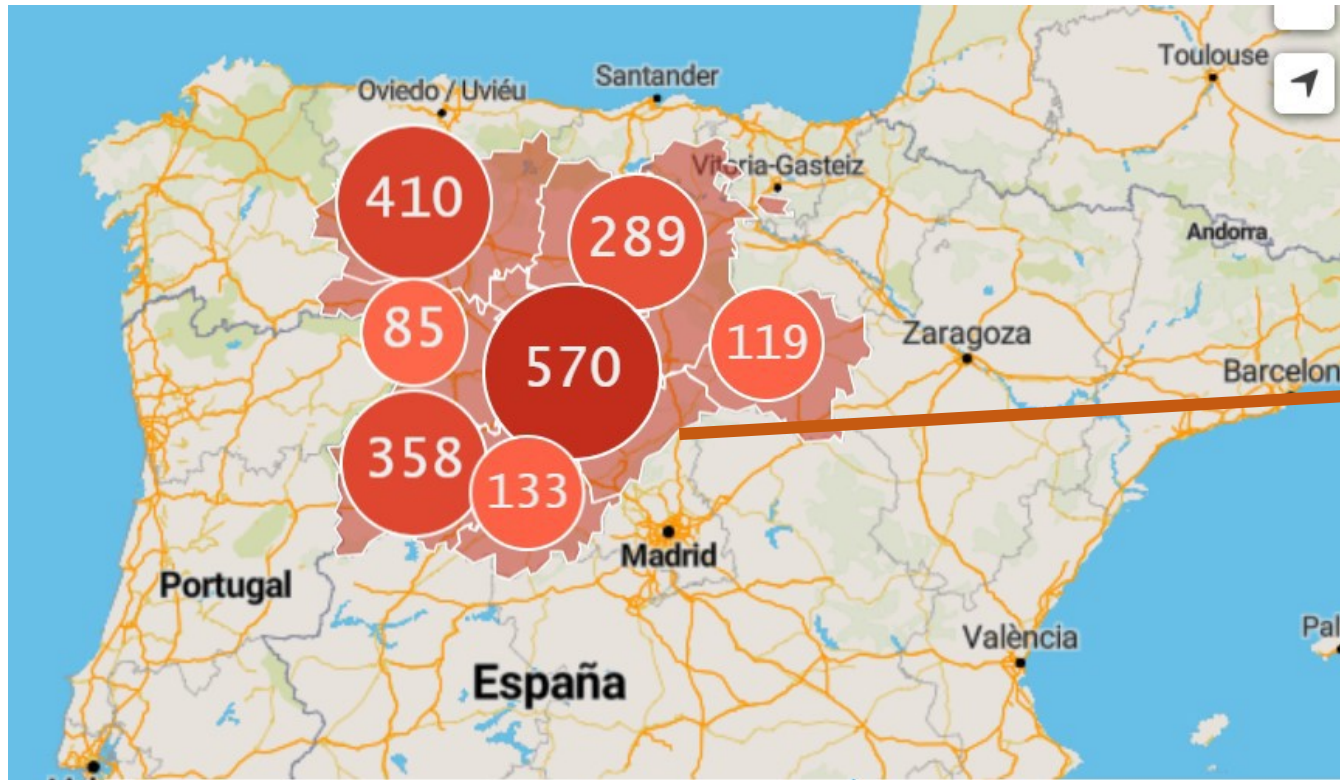 Toulouse
Santander
Oviedo / Uviéu
Vitoria-Gasteiz
410
289
Andorra
85
570
119
Zaragoza
Barcelon
358
133
Madrid
Portugal
València
Pal
España